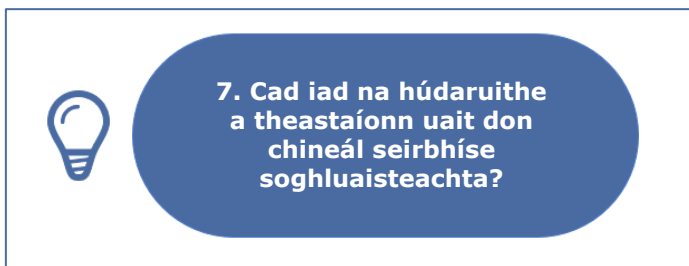 7. Cad iad na húdaruithe
a theastaíonn uait don
chineál seirbhíse
soghluaisteachta?